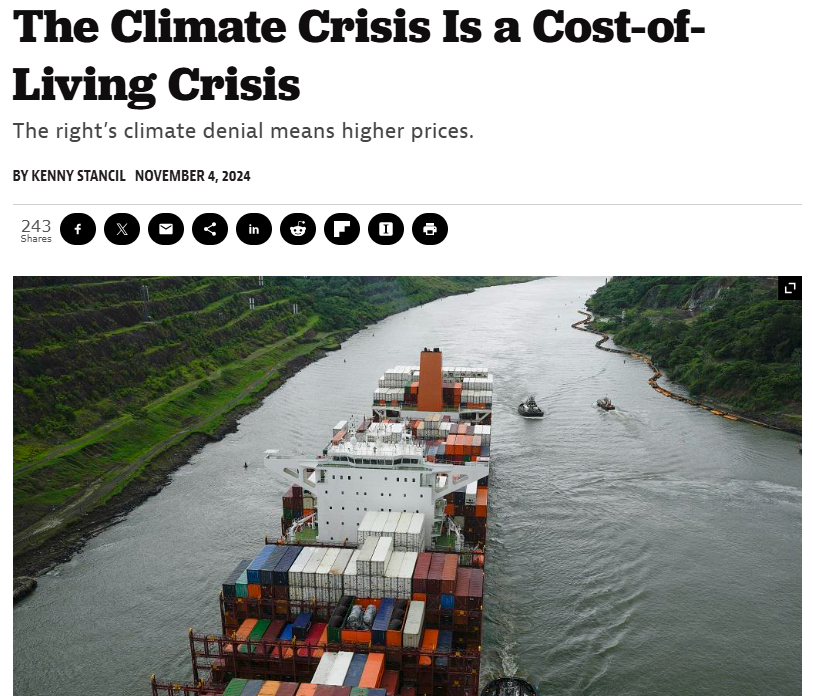 The Climate Crisis Is a Cost-of-
Living Crisis
The right's climate denial means higher prices.
BY KENNY STANCIL NOVEMBER 4, 2024
243
Shares